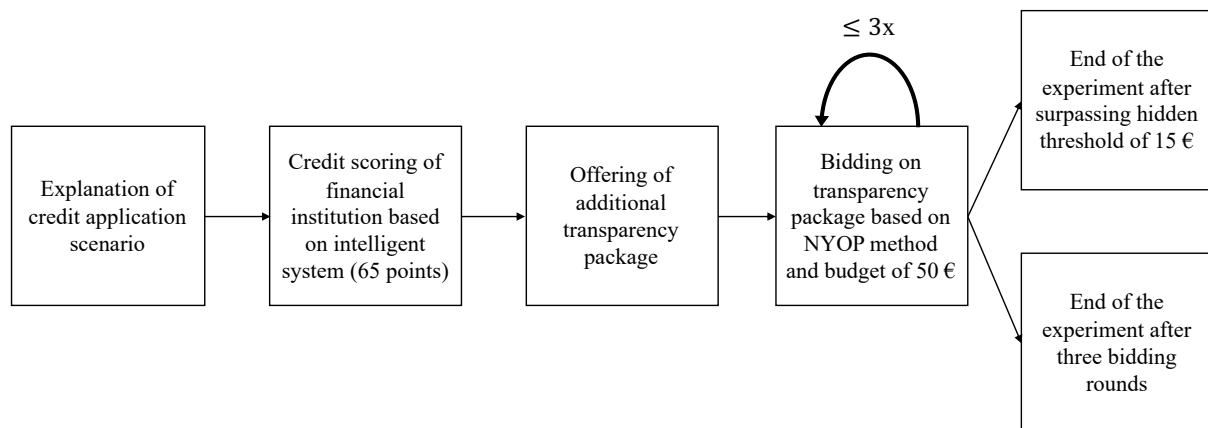 Explanation of
credit application
scenario
Credit scoring of
financial
institution based
on intelligent
system (65 points)
Offering of
additional
transparency
package
≤ 3x
Bidding on
transparency
package based on
NYOP method
and budget of 50 €
End of the
experiment after
surpassing hidden
threshold of 15 €
End of the
experiment after
three bidding
rounds